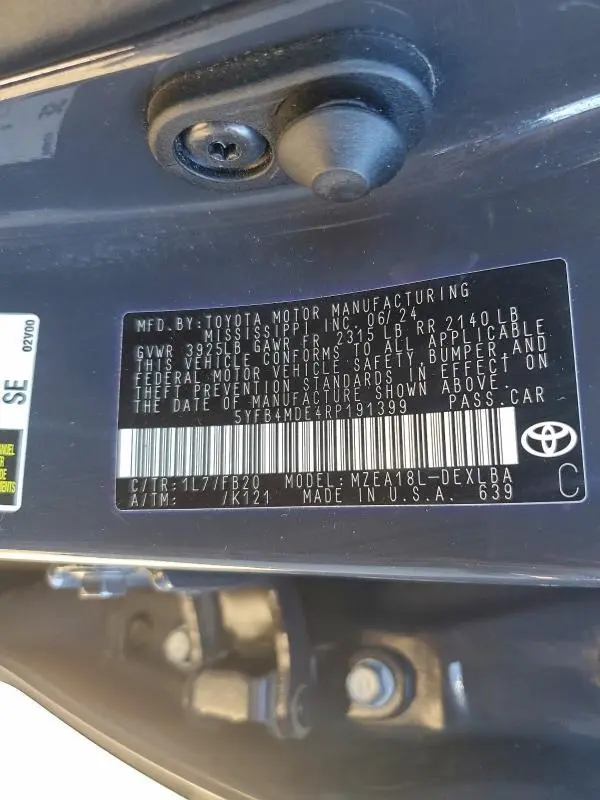 MFD.BY:TOYOTA MOTOR MANUFACTURING
MISSISSIPPI INC. 06/24
GVWR 3925LB GAWR FR 2315 LB RR 2140 LB
THIS VEHICLE CONFORMS TO ALL APPLICABLE
FEDERAL MOTOR VEHICLE SAFETY, BUMPER, AND
THEFT PREVENTION STANDARDS IN EFFECT ON
THE DATE OF MANUFACTURE SHOWN ABOVE.
5YFB4MDE4RP191399 PASS.CAR
C/TR:1L7/FB20 MODEL:MZEA18L-DEXLBA
A/TM: /K121 MADE IN U.S.A. 639
C
SE
02V00